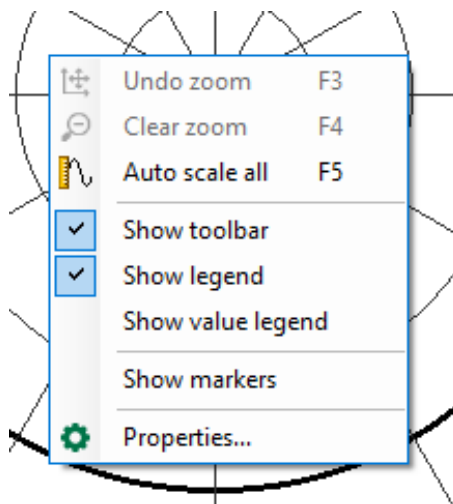 Undo zoom F3
Clear zoom F4
Auto scale all F5
Show toolbar
Show legend
Show value legend
Show markers
Properties...